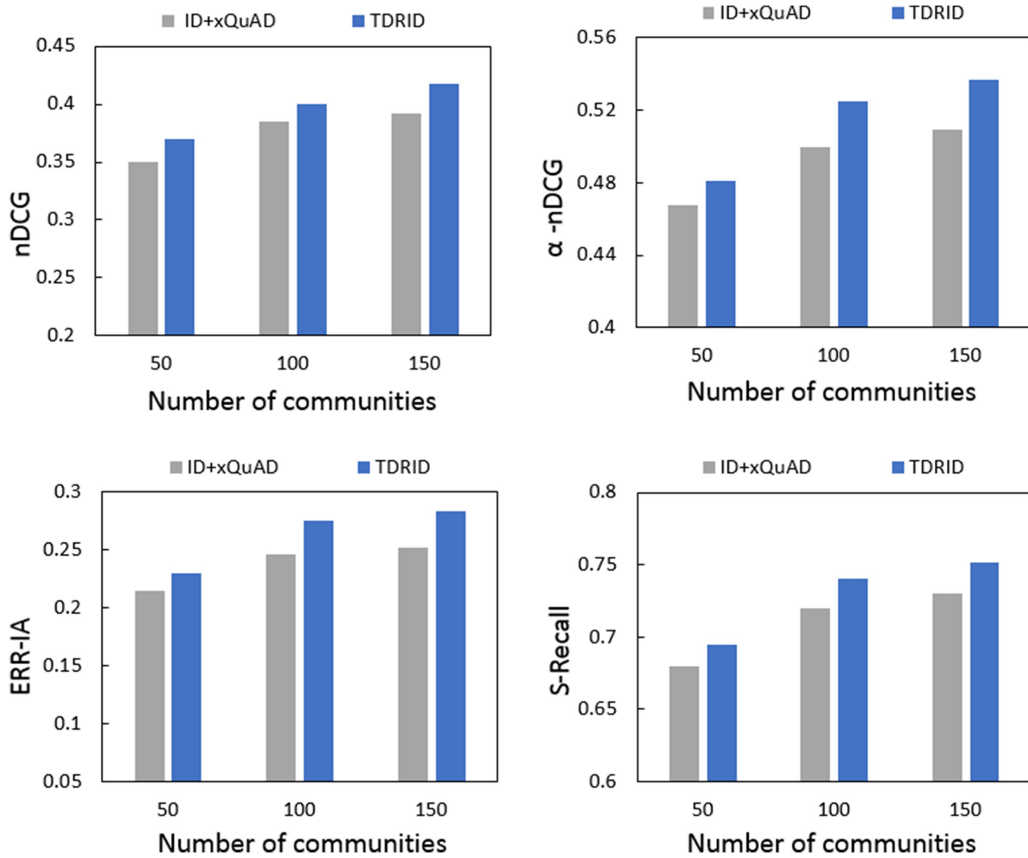 ID+xQuAD TDRID
nDCG
0.45
0.4
0.35
0.3
0.25
0.2
50 100 150
Number of communities
ID+xQuAD TDRID
α -nDCG
0.56
0.52
0.48
0.44
0.4
50 100 150
Number of communities
ID+xQuAD TDRID
ERR-IA
0.3
0.25
0.2
0.15
0.1
0.05
50 100 150
Number of communities
ID+xQuAD TDRID
S-Recall
0.8
0.75
0.7
0.65
0.6
50 100 150
Number of communities